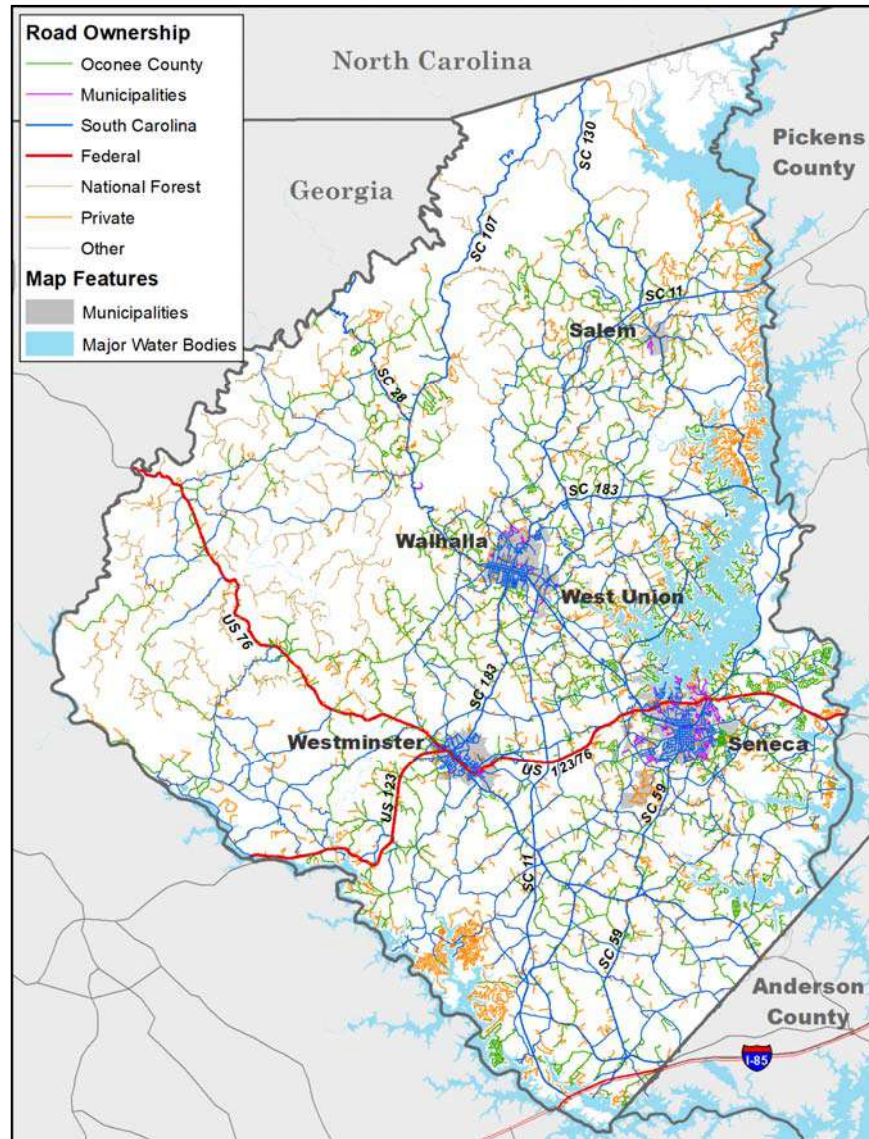 Road Ownership
Oconee County
Municipalities
South Carolina
Federal
National Forest
Private
Other
Map Features
Municipalities
Major Water Bodies
North Carolina
Georgia
Pickens
County
SC 130
SC 107
SC 11
Salem
SC 28
SC 183
Walhalla
West Union
US 76
SC 183
Westminster
Seneca
US 123/76
US 123
SC 59
SC 11
SC 59
Anderson
County
I-85